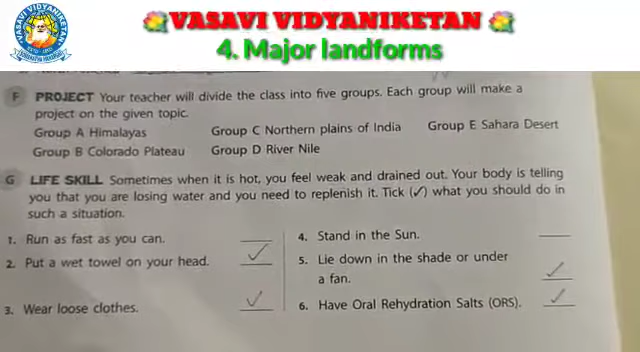 VASAVI VIDYANIKETAN
VASAVI VIDYANIKETAN
4. Major landforms
F PROJECT Your teacher will divide the class into five groups. Each group will make a
project on the given topic.
Group A Himalayas Group C Northern plains of India Group E Sahara Desert
Group B Colorado Plateau Group D River Nile
G LIFE SKILL Sometimes when it is hot, you feel weak and drained out. Your body is telling
you that you are losing water and you need to replenish it. Tick (✓) what you should do in
such a situation.
1. Run as fast as you can.
2. Put a wet towel on your head. ✓
3. Wear loose clothes. ✓
4. Stand in the Sun.
5. Lie down in the shade or under
a fan. ✓
6. Have Oral Rehydration Salts (ORS). ✓